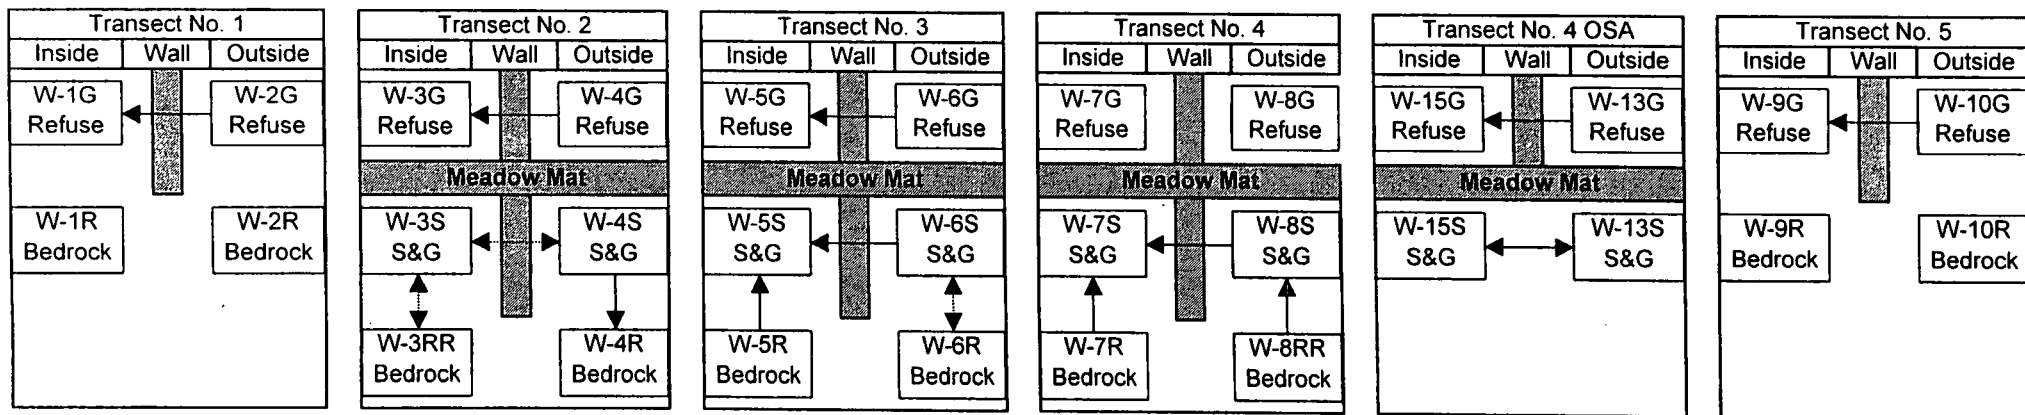 Transect No. 1
Inside Wall Outside
W-1G
Refuse
W-2G
Refuse
W-1R
Bedrock
W-2R
Bedrock
Transect No. 2
Inside Wall Outside
W-3G
Refuse
W-4G
Refuse
Meadow Mat
W-3S
S&G
W-4S
S&G
W-3RR
Bedrock
W-4R
Bedrock
Transect No. 3
Inside Wall Outside
W-5G
Refuse
W-6G
Refuse
Meadow Mat
W-5S
S&G
W-6S
S&G
W-5R
Bedrock
W-6R
Bedrock
Transect No. 4
Inside Wall Outside
W-7G
Refuse
W-8G
Refuse
Meadow Mat
W-7S
S&G
W-8S
S&G
W-7R
Bedrock
W-8RR
Bedrock
Transect No. 4 OSA
Inside Wall Outside
W-15G
Refuse
W-13G
Refuse
Meadow Mat
W-15S
S&G
W-13S
S&G
Transect No. 5
Inside Wall Outside
W-9G
Refuse
W-10G
Refuse
W-9R
Bedrock
W-10R
Bedrock